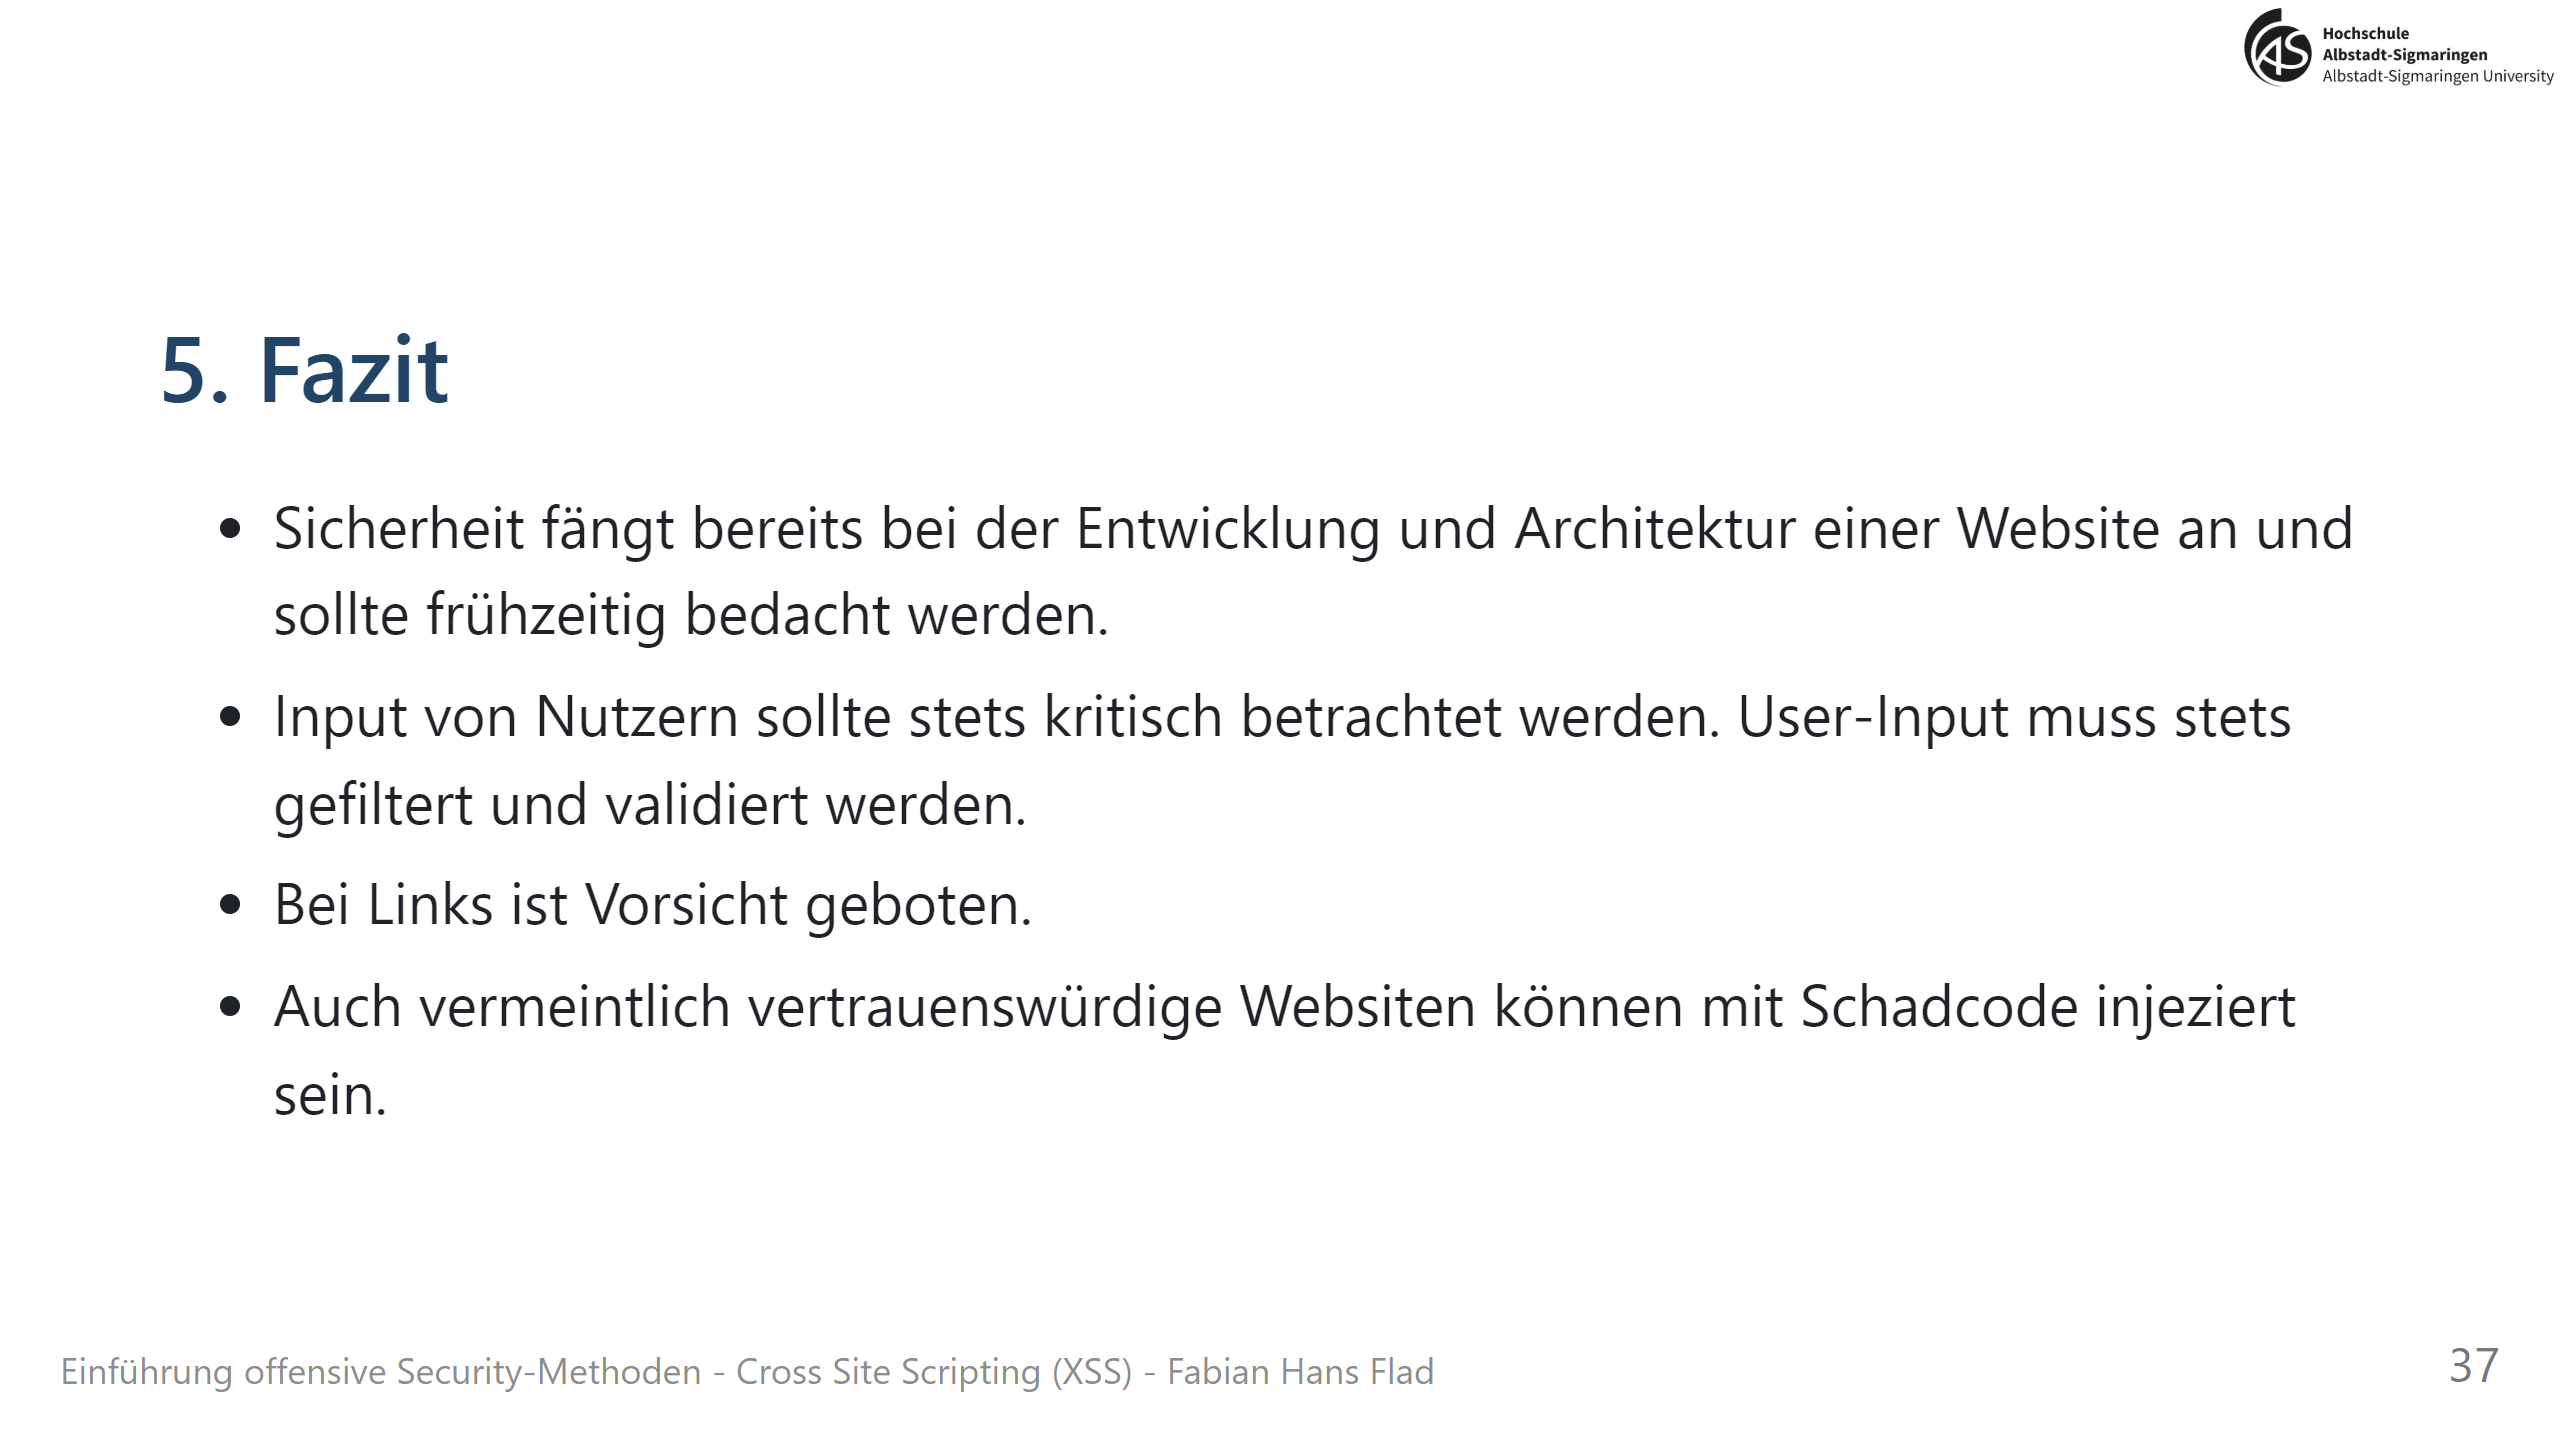 Hochschule
Albstadt-Sigmaringen
Albstadt-Sigmaringen University
5. Fazit
• Sicherheit fängt bereits bei der Entwicklung und Architektur einer Website an und
sollte frühzeitig bedacht werden.
• Input von Nutzern sollte stets kritisch betrachtet werden. User-Input muss stets
gefiltert und validiert werden.
• Bei Links ist Vorsicht geboten.
• Auch vermeintlich vertrauenswürdige Websiten können mit Schadcode injeziert
sein.
Einführung offensive Security-Methoden - Cross Site Scripting (XSS) - Fabian Hans Flad
37